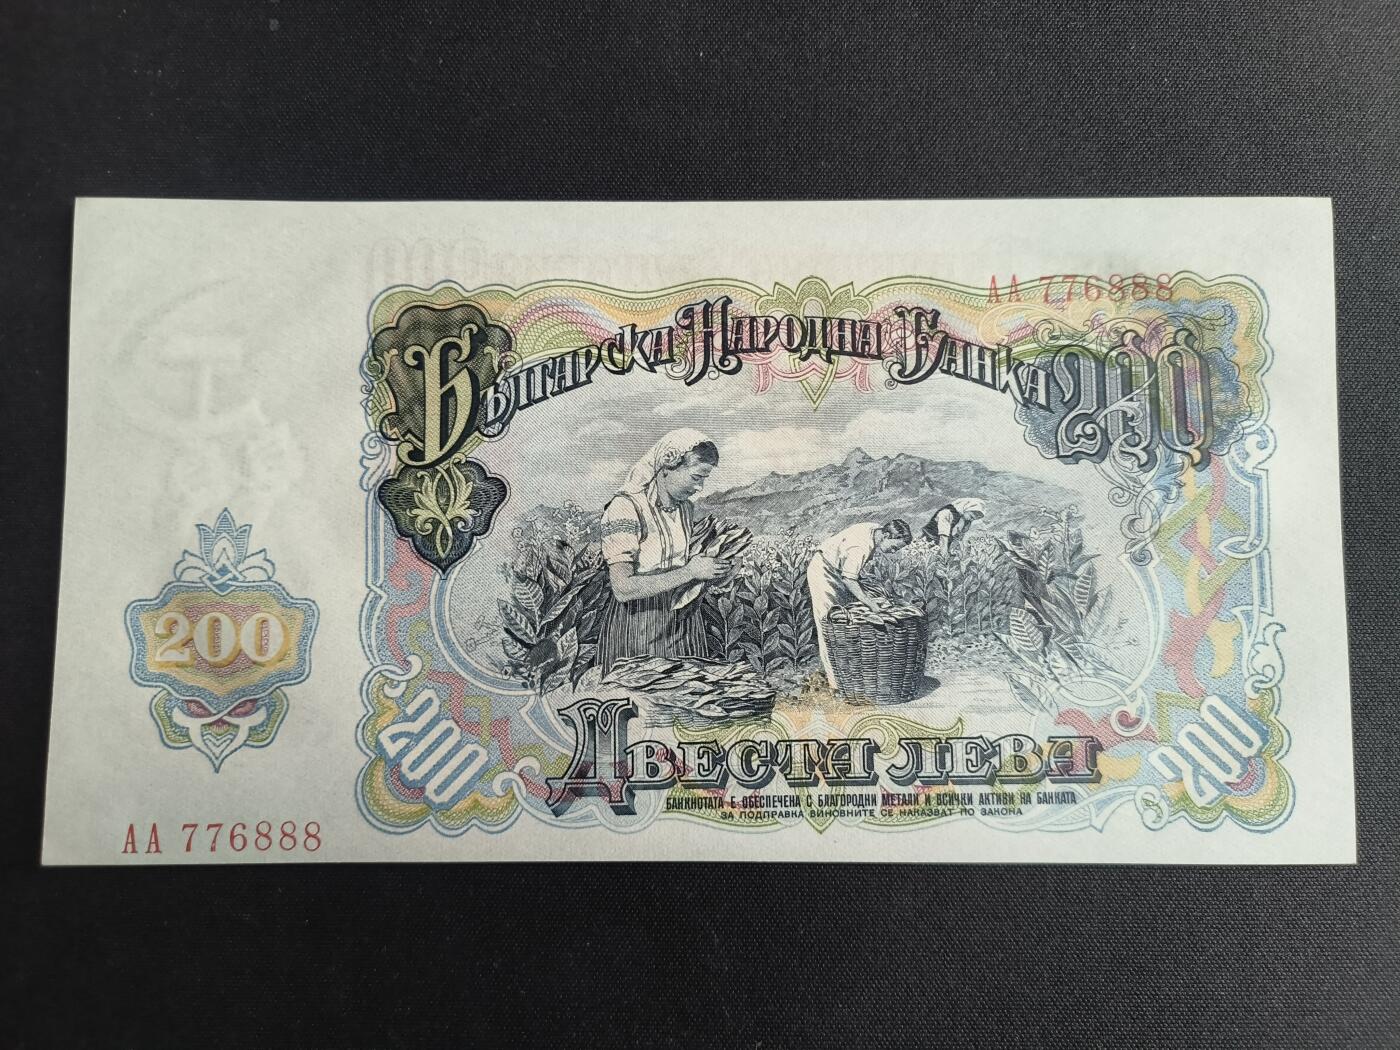 АА 776888
Българска Народна Банка 200
200
200 Двеста лева 200
БАНКНОТАТА Е ОБЕСПЕЧЕНА С БЛАГОРОДНИ МЕТАЛИ И ВСИЧКИ АКТИВИ НА БАНКАТА
ЗА ПОДПРАВКА ВИНОВНИТЕ СЕ НАКАЗВАТ ПО ЗАКОНА
АА 776888